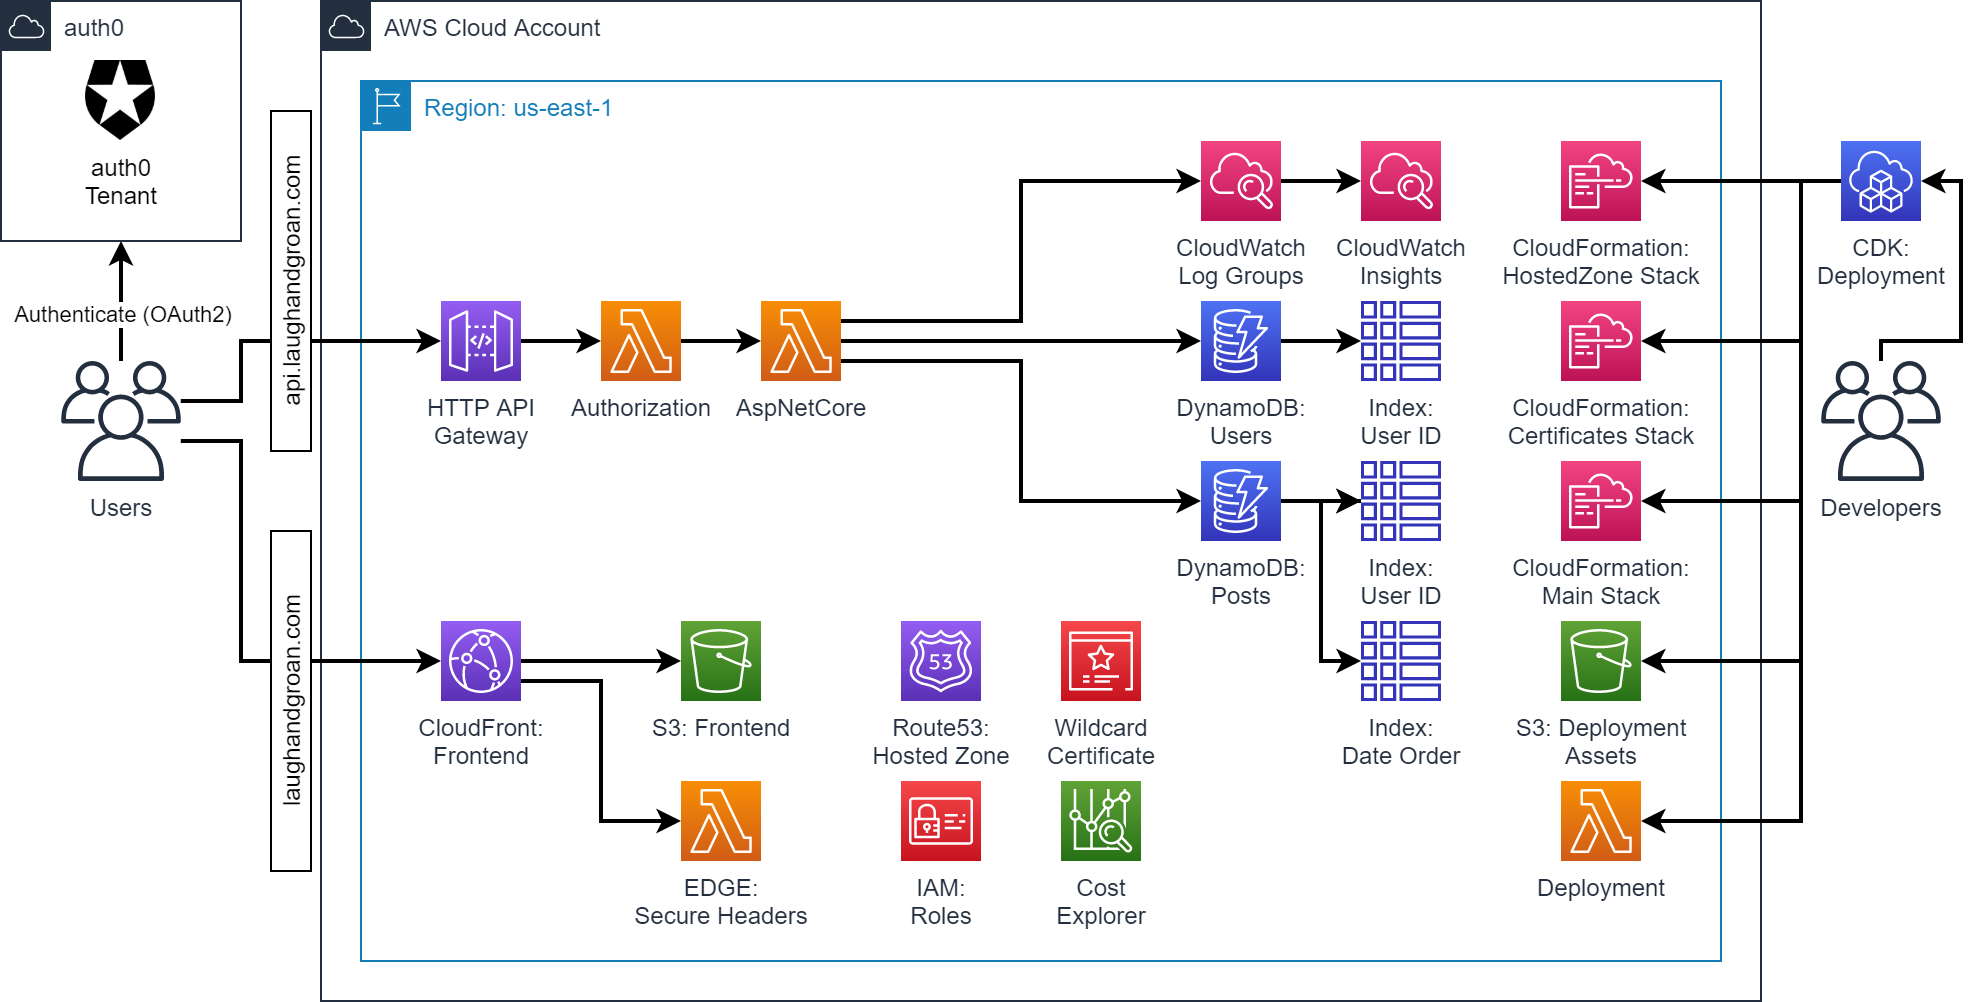 auth0
AWS Cloud Account
auth0
Tenant
Region: us-east-1
api.laughandgroan.com
Authenticate (OAuth2)
Users
laughandgroan.com
CloudWatch
Log Groups
CloudWatch
Insights
CloudFormation:
HostedZone Stack
CDK:
Deployment
HTTP API
Gateway
Authorization
AspNetCore
DynamoDB:
Users
Index:
User ID
CloudFormation:
Certificates Stack
Developers
DynamoDB:
Posts
Index:
User ID
CloudFormation:
Main Stack
CloudFront:
Frontend
S3: Frontend
53
Route53:
Hosted Zone
Wildcard
Certificate
Index:
Date Order
S3: Deployment
Assets
EDGE:
Secure Headers
IAM:
Roles
Cost
Explorer
Deployment